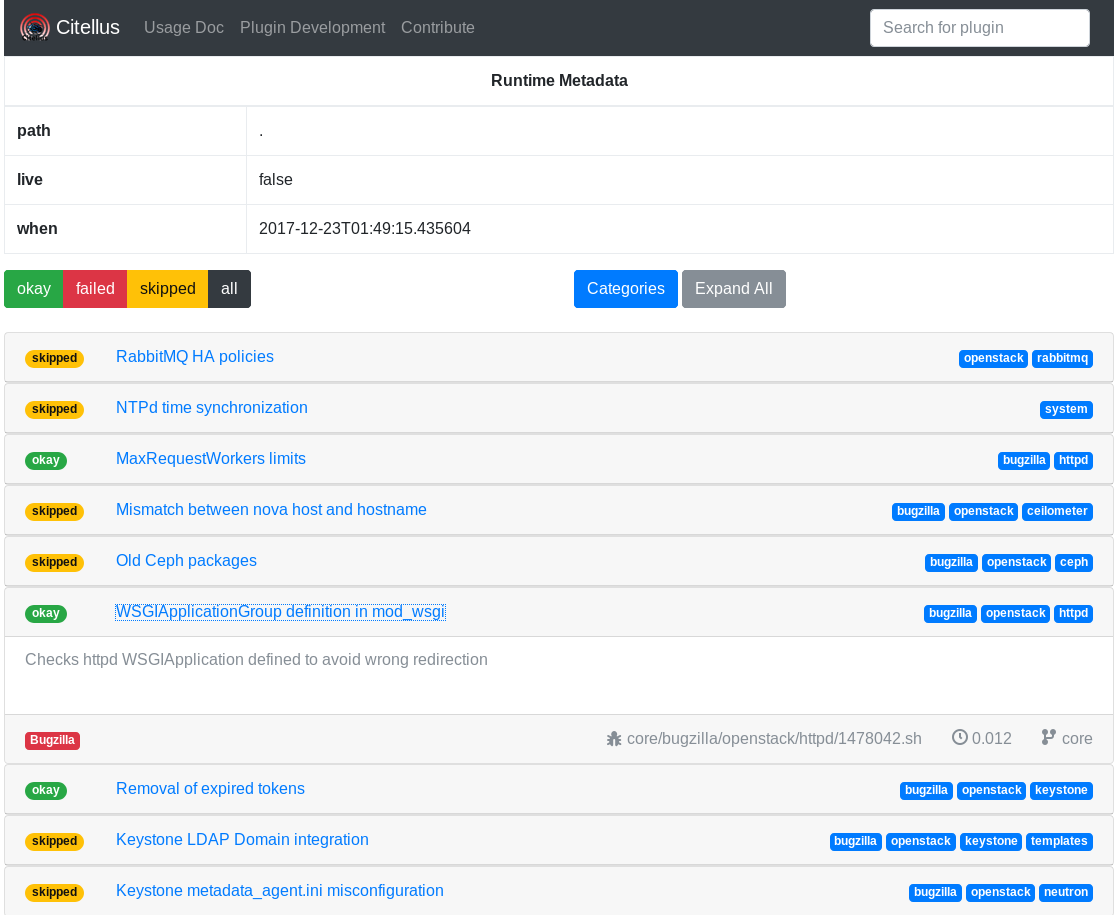 Citellus Usage Doc Plugin Development Contribute Search for plugin
Runtime Metadata
path .
live false
when 2017-12-23T01:49:15.435604
okay failed skipped all Categories Expand All
skipped RabbitMQ HA policies openstack rabbitmq
skipped NTPd time synchronization system
okay MaxRequestWorkers limits bugzilla httpd
skipped Mismatch between nova host and hostname bugzilla openstack ceilometer
skipped Old Ceph packages bugzilla openstack ceph
okay WSGIApplicationGroup definition in mod_wsgi bugzilla openstack httpd
Checks httpd WSGIApplication defined to avoid wrong redirection
Bugzilla core/bugzilla/openstack/httpd/1478042.sh 0.012 core
okay Removal of expired tokens bugzilla openstack keystone
skipped Keystone LDAP Domain integration bugzilla openstack keystone templates
skipped Keystone metadata_agent.ini misconfiguration bugzilla openstack neutron